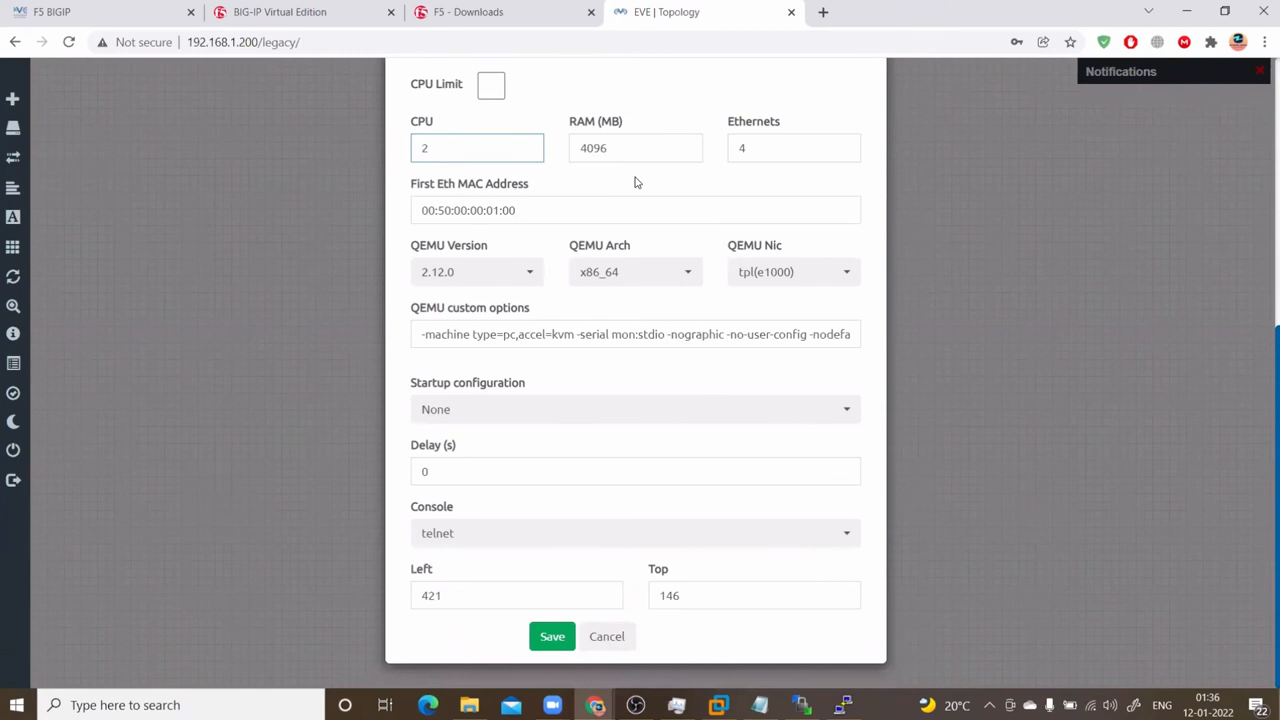 F5 BIGIP
BIG-IP Virtual Edition
F5 - Downloads
EVE | Topology
Not secure
192.168.1.200/legacy/
Notifications
CPU Limit
CPU
RAM (MB)
Ethernets
2
4096
4
First Eth MAC Address
00:50:00:00:01:00
QEMU Version
QEMU Arch
QEMU Nic
2.12.0
x86_64
tpl(e1000)
QEMU custom options
-machine type=pc,accel=kvm -serial mon:stdio -nographic -no-user-config -nodefa
Startup configuration
None
Delay (s)
0
Console
telnet
Left
Top
421
146
Save
Cancel
Type here to search
20°C
ENG
01:36
12-01-2022
22